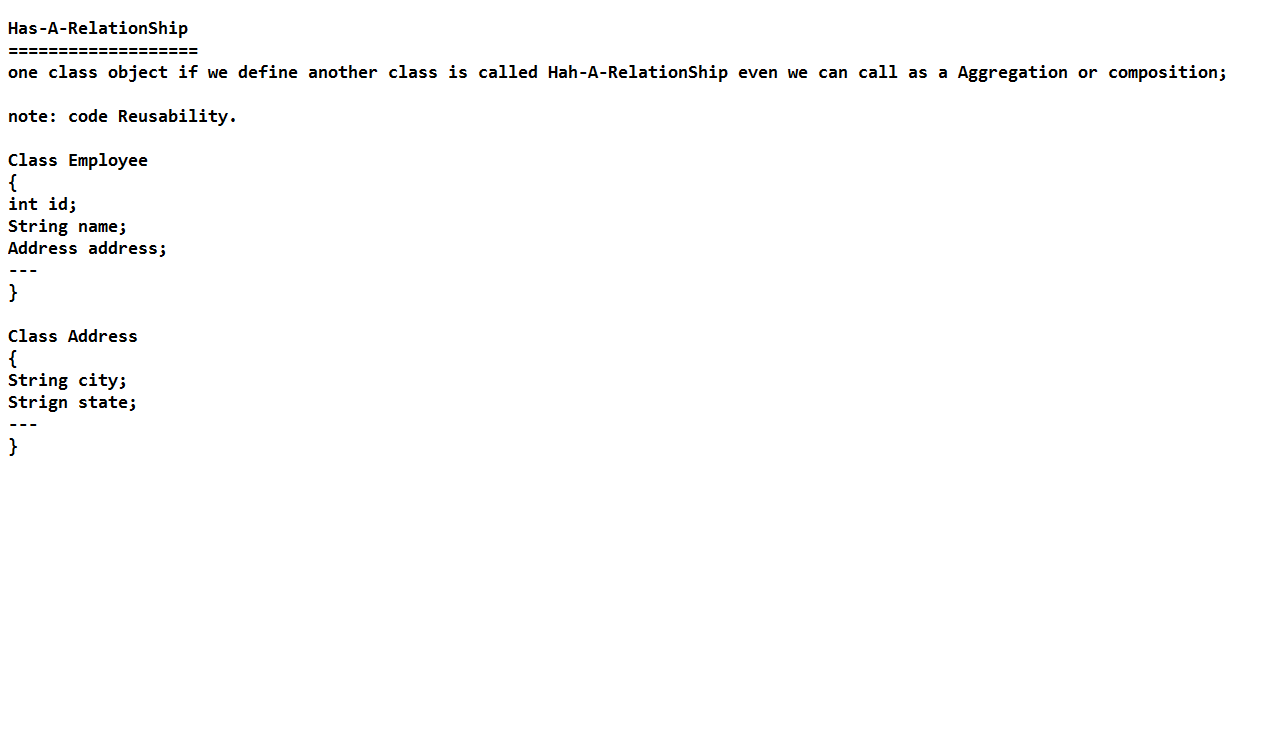 Has-A-RelationShip
===================
one class object if we define another class is called Hah-A-RelationShip even we can call as a Aggregation or composition;
note: code Reusability.
Class Employee
{
int id;
String name;
Address address;
---
}
Class Address
{
String city;
Strign state;
---
}